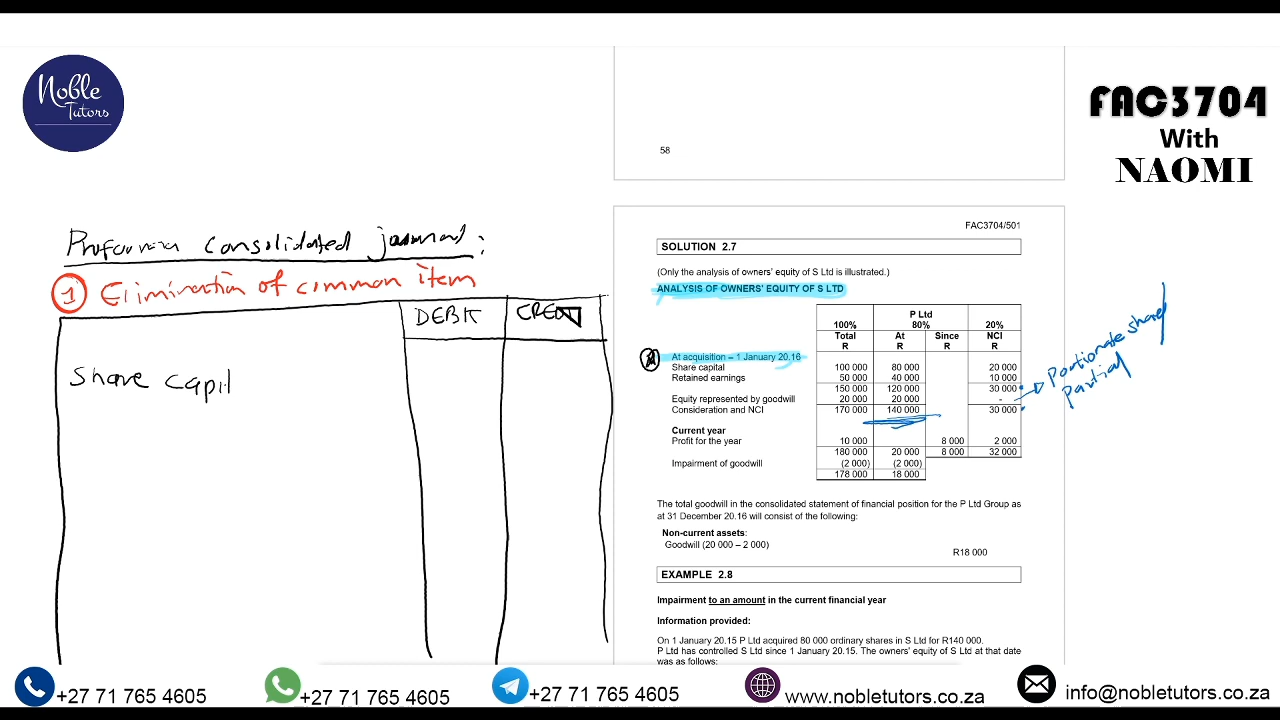 Noble
Tutors
FAC3704
With
NAOMI
58
consolidated journal:
1 Elimination of common item
DEBIT CREDIT
Share Capi
FAC3704/501
SOLUTION 2.7
(Only the analysis of owners' equity of S Ltd is illustrated.)
ANALYSIS OF OWNERS' EQUITY OF S LTD
P Ltd
100% 80% 20%
Total At Since NCI
R R R R
At acquisition – 1 January 20.16
Share capital 100 000 80 000 20 000
Retained earnings 50 000 40 000 10 000
150 000 120 000 30 000
Equity represented by goodwill 20 000 20 000 -
Consideration and NCI 170 000 140 000 30 000
Portionate share
partial
Current year
Profit for the year 10 000 8 000 2 000
180 000 20 000 8 000 32 000
Impairment of goodwill (2 000) (2 000)
178 000 18 000
The total goodwill in the consolidated statement of financial position for the P Ltd Group as
at 31 December 20.16 will consist of the following:
Non-current assets:
Goodwill (20 000 – 2 000)
R18 000
EXAMPLE 2.8
Impairment to an amount in the current financial year
Information provided:
On 1 January 20.15 P Ltd acquired 80 000 ordinary shares in S Ltd for R140 000.
P Ltd has controlled S Ltd since 1 January 20.15. The owners' equity of S Ltd at that date
was as follows:
+27 71 765 4605 +27 71 765 4605 +27 71 765 4605 www.nobletutors.co.za info@nobletutors.co.za